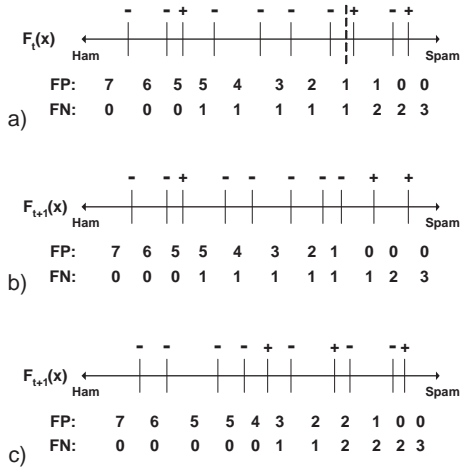 - - + - - - - + - +
Ft(x)
Ham Spam
FP: 7 6 5 5 4 3 2 1 1 0 0
FN: 0 0 0 1 1 1 1 1 2 2 3
a)
- - + - - - - - + +
Ft+1(x)
Ham Spam
FP: 7 6 5 5 4 3 2 1 0 0 0
FN: 0 0 0 1 1 1 1 1 1 2 3
b)
- - - - + - + - - +
Ft+1(x)
Ham Spam
FP: 7 6 5 5 4 3 2 2 1 0 0
FN: 0 0 0 0 0 1 1 2 2 2 3
c)